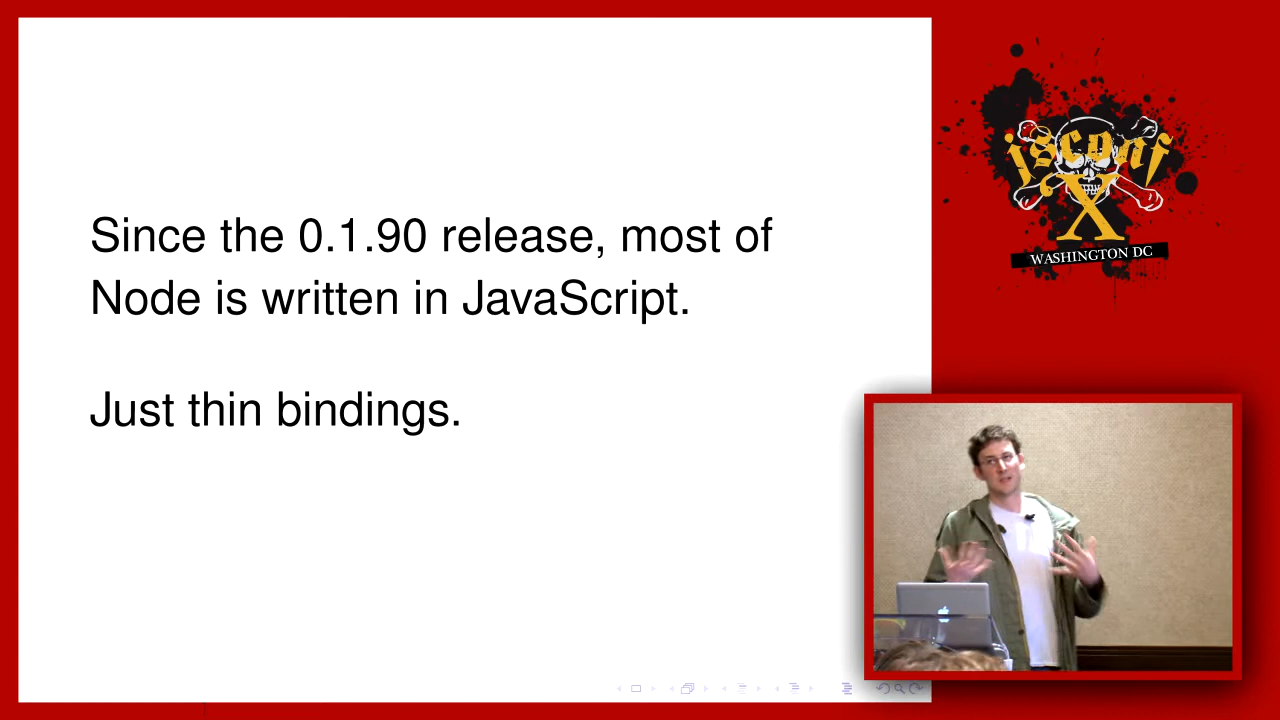 Since the 0.1.90 release, most of
Node is written in JavaScript.
Just thin bindings.
jsconf
X
WASHINGTON DC